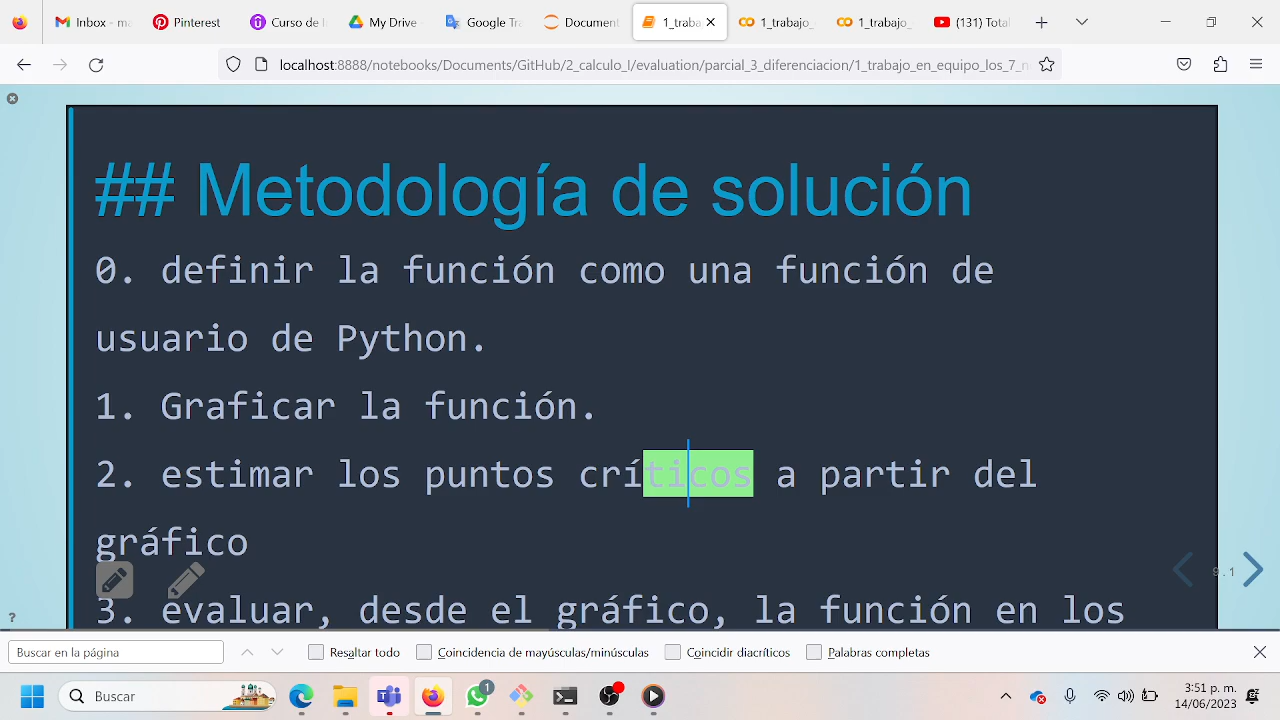 Inbox - ma
Pinterest
Curso de I
My Drive -
Google Tra
Document
1_traba
1_trabajo_
1_trabajo_
(131) Total
localhost:8888/notebooks/Documents/GitHub/2_calculo_I/evaluation/parcial_3_diferenciacion/1_trabajo_en_equipo_los_7_n
## Metodología de solución
0. definir la función como una función de
usuario de Python.
1. Graficar la función.
2. estimar los puntos críticos a partir del
gráfico
9.1
3. evaluar, desde el gráfico, la función en los
?
Buscar en la página
Resaltar todo
Coincidencia de mayúsculas/minúsculas
Coincidir diacríticos
Palabras completas
Buscar
1
3:51 p. m.
14/06/2023